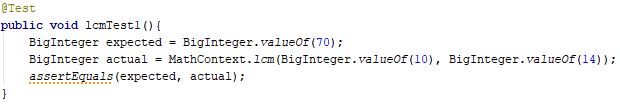 @Test
public void lcmTest1(){
    BigInteger expected = BigInteger.valueOf(70);
    BigInteger actual = MathContext.lcm(BigInteger.valueOf(10), BigInteger.valueOf(14));
    assertEquals(expected, actual);
}